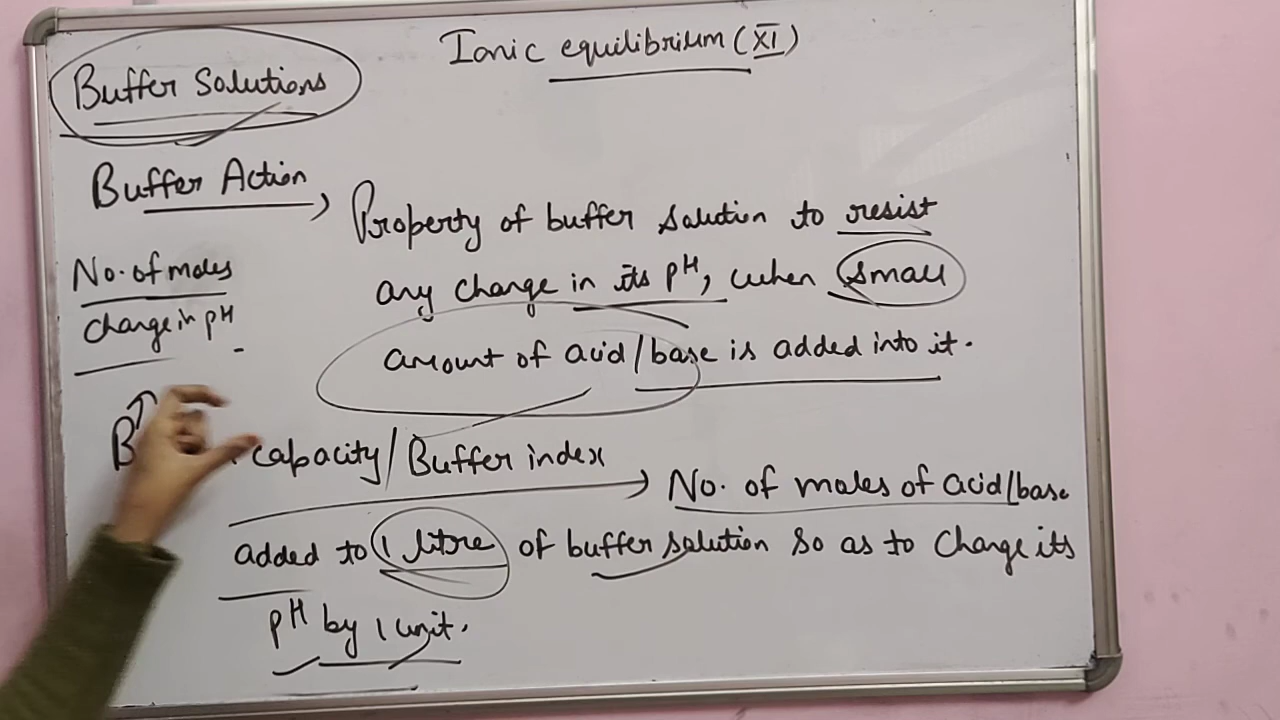 Ionic equilibrium (XI)
Buffer Solutions
Buffer Action → Property of buffer solution to resist
any change in its pH, when small
amount of acid/base is added into it.
No. of moles
change in pH
capacity/Buffer index → No. of moles of acid/base
added to 1 litre of buffer solution so as to change its
pH by 1 unit.